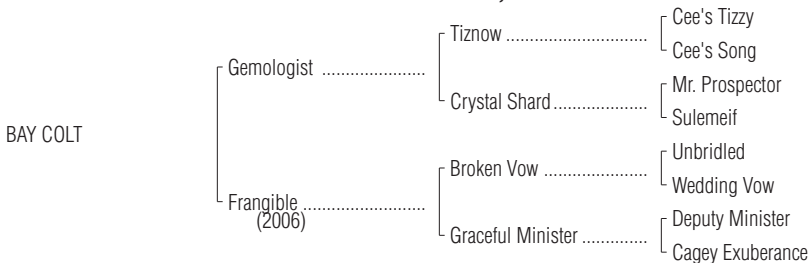 Cee's Tizzy
Tiznow ..............................
Cee's Song
Gemologist ......................
Mr. Prospector
Crystal Shard....................
Sulemeif
BAY COLT
Unbridled
Broken Vow ......................
Wedding Vow
Frangible ..........................
(2006)
Deputy Minister
Graceful Minister ..............
Cagey Exuberance